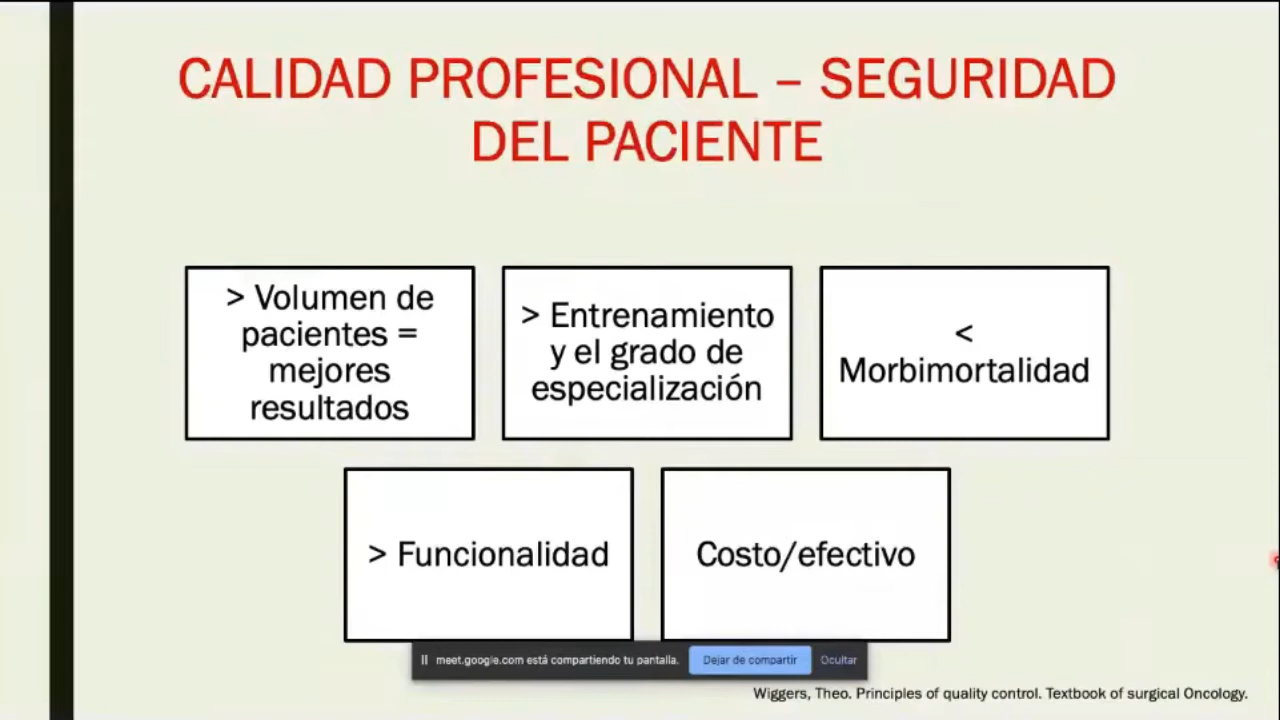 CALIDAD PROFESIONAL – SEGURIDAD
DEL PACIENTE
> Volumen de
pacientes =
mejores
resultados
> Entrenamiento
y el grado de
especialización
<
Morbimortalidad
> Funcionalidad
Costo/efectivo
meet.google.com está compartiendo tu pantalla. Dejar de compartir Ocultar
Wiggers, Theo. Principles of quality control. Textbook of surgical Oncology.